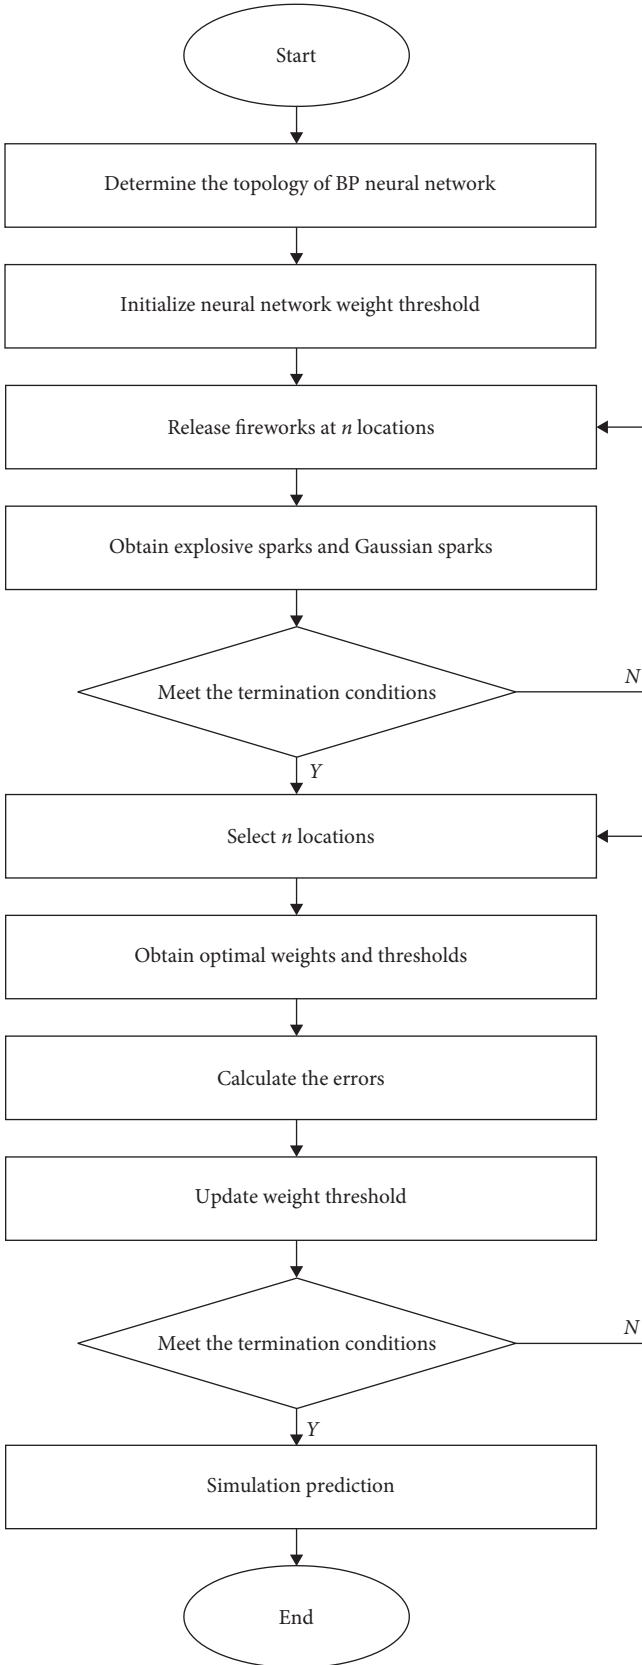 Start
Determine the topology of BP neural network
Initialize neural network weight threshold
Release fireworks at n locations
Obtain explosive sparks and Gaussian sparks
Meet the termination conditions
N
Y
Select n locations
Obtain optimal weights and thresholds
Calculate the errors
Update weight threshold
Meet the termination conditions
N
Y
Simulation prediction
End